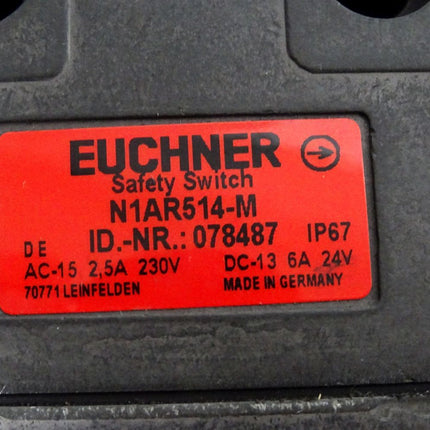 EUCHNER
Safety Switch
N1AR514-M
D E ID.-NR.: 078487 IP67
AC-15 2,5A 230V DC-13 6A 24V
70771 LEINFELDEN MADE IN GERMANY